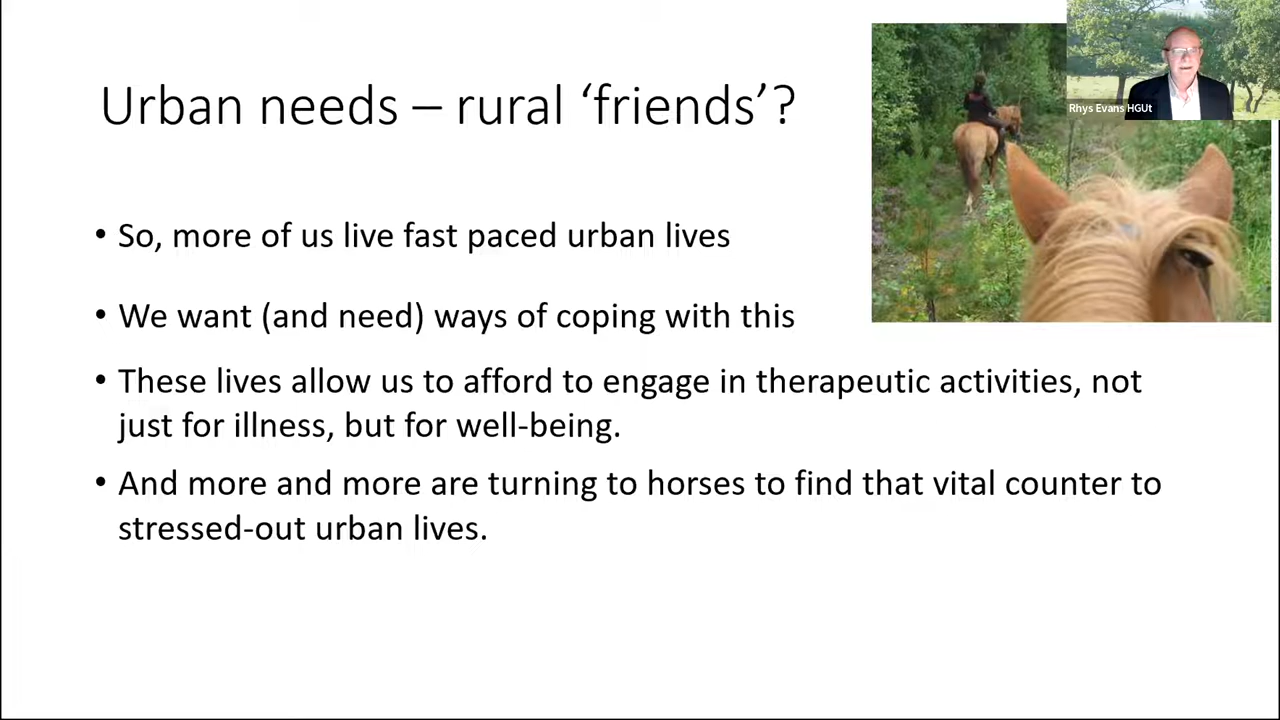 Urban needs – rural ‘friends’?
Rhys Evans HGUt
• So, more of us live fast paced urban lives
• We want (and need) ways of coping with this
• These lives allow us to afford to engage in therapeutic activities, not
just for illness, but for well-being.
• And more and more are turning to horses to find that vital counter to
stressed-out urban lives.